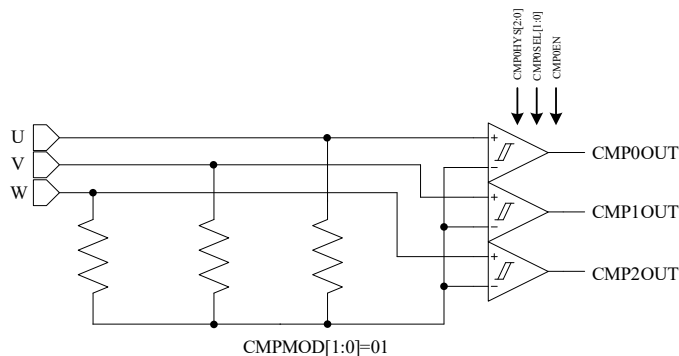 CMP0HYS[2:0]
CMP0SEL[1:0]
CMP0EN
U
V
W
+
−
+
−
+
−
CMP0OUT
CMP1OUT
CMP2OUT
CMPMOD[1:0]=01